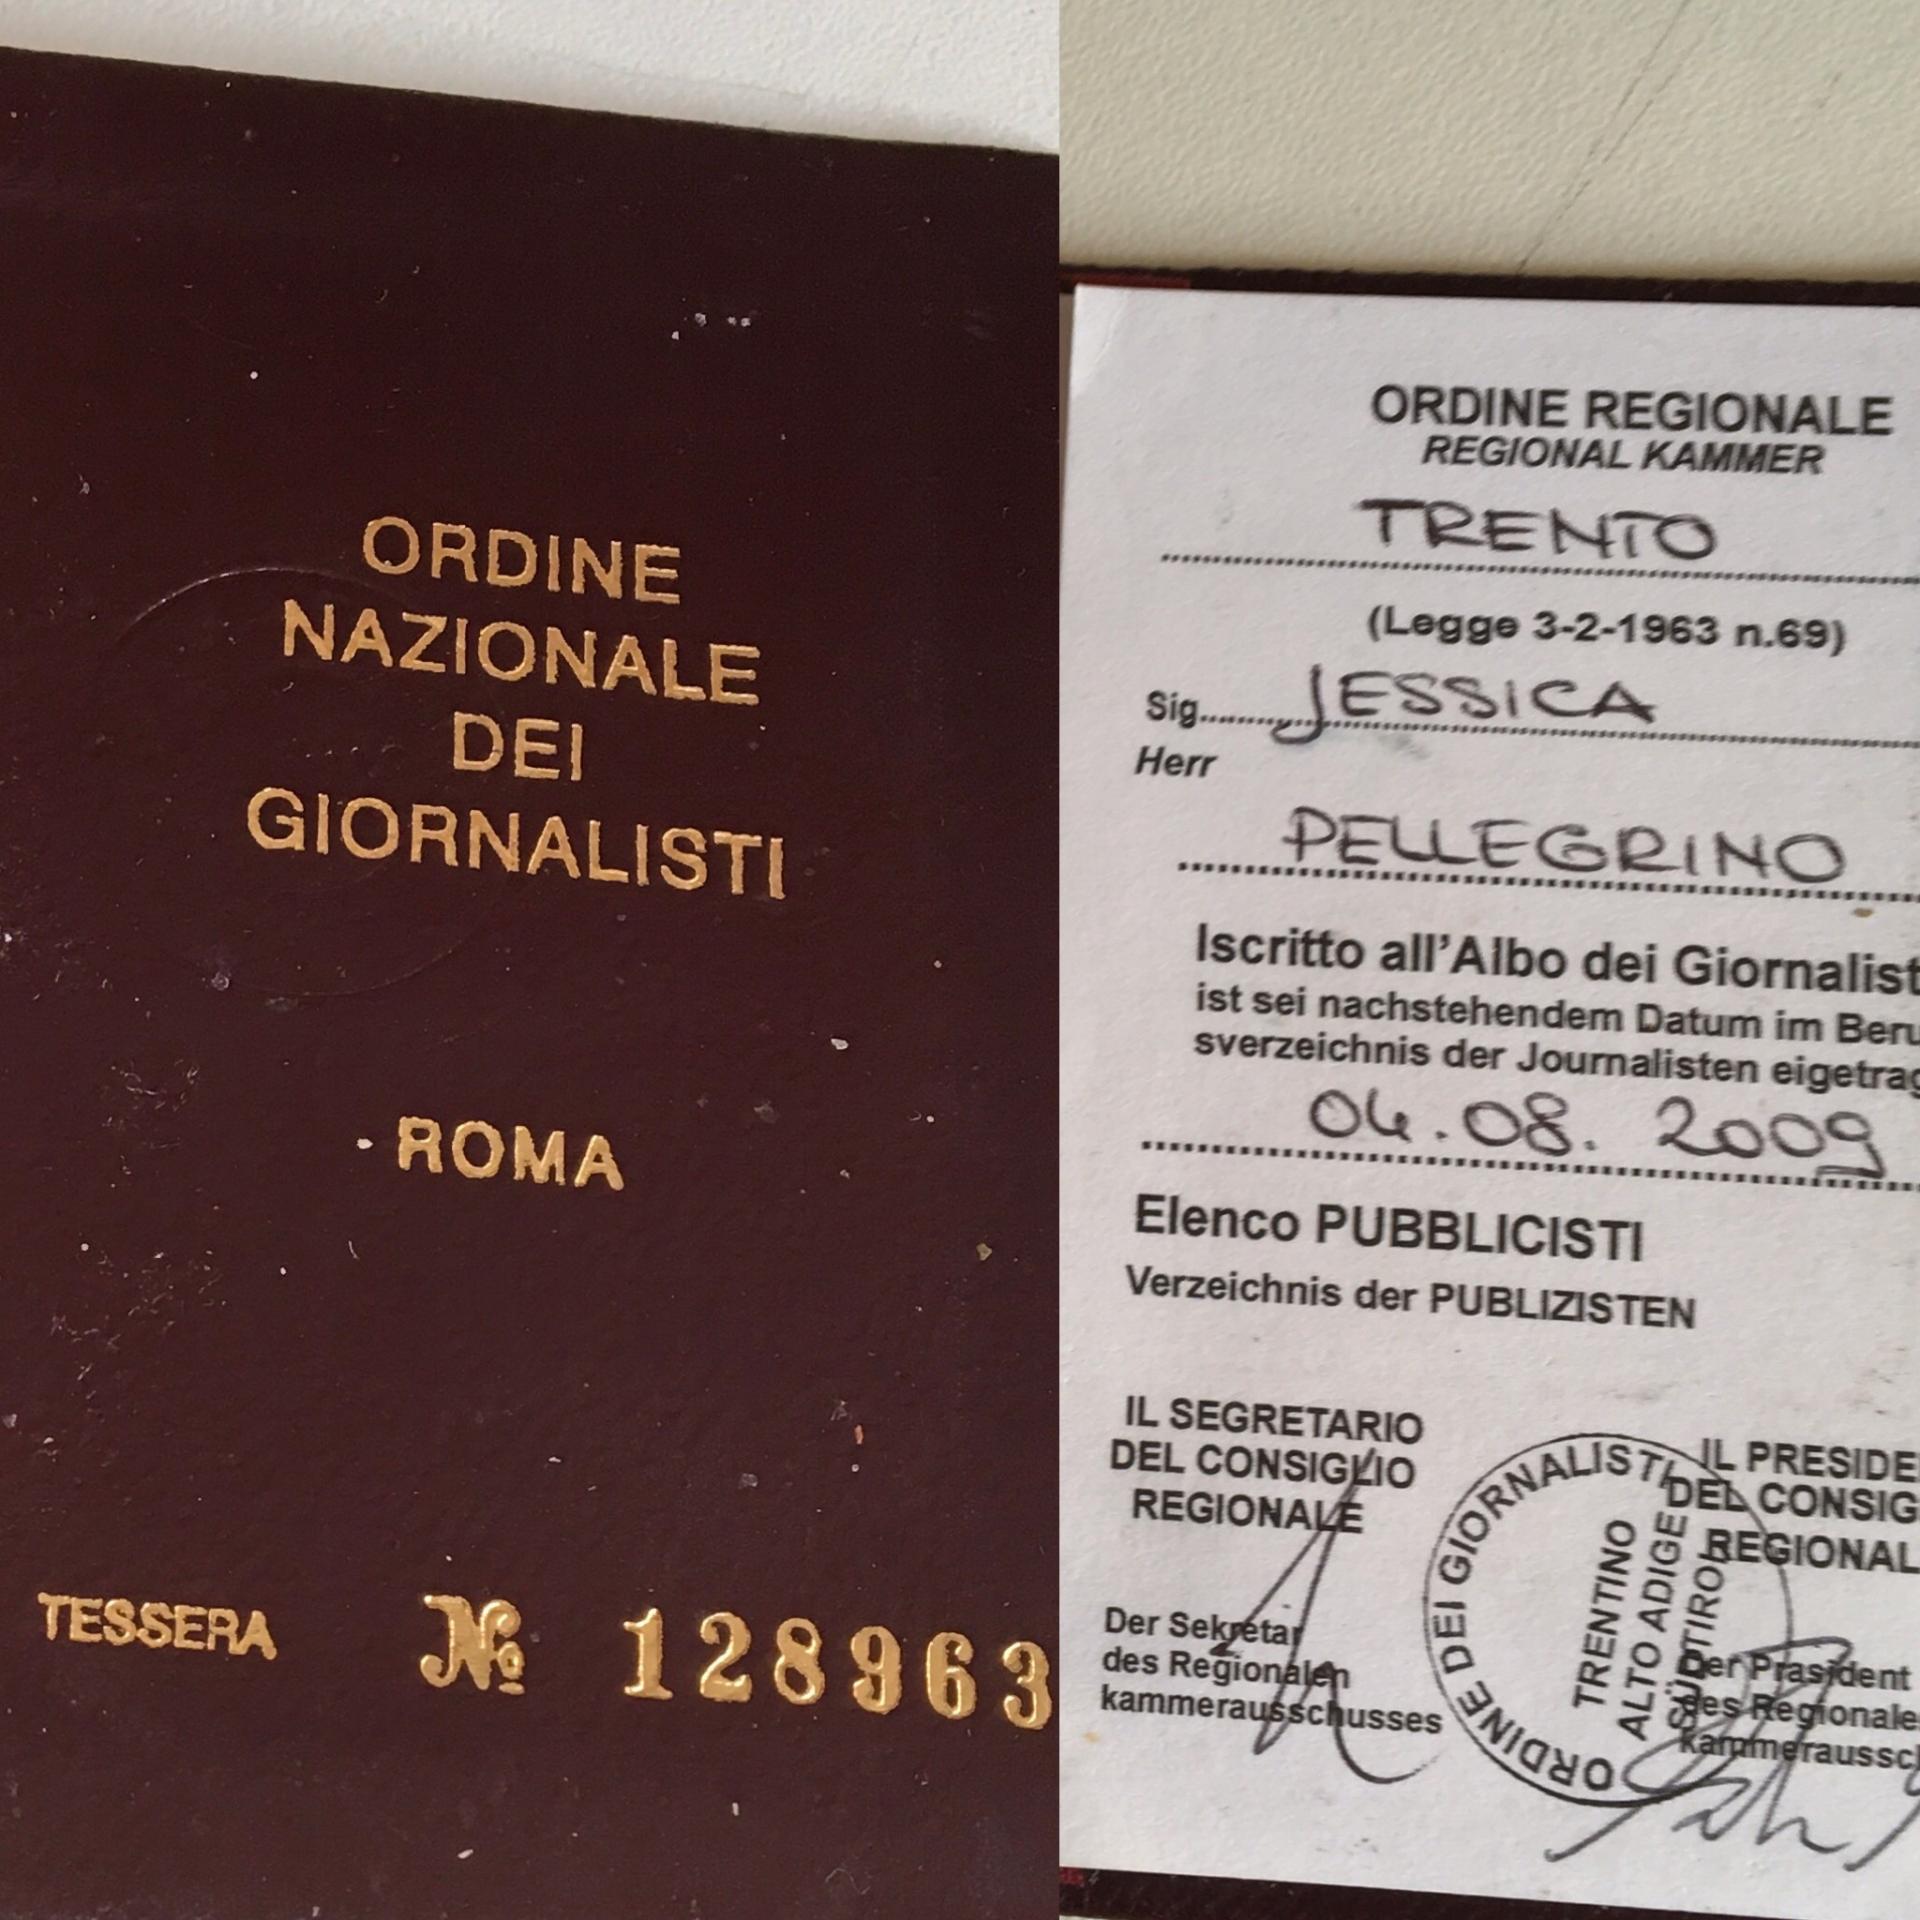 ORDINE
NAZIONALE
DEI
GIORNALISTI
ROMA
TESSERA № 128963
ORDINE REGIONALE
REGIONAL KAMMER
TRENTO
(Legge 3-2-1963 n.69)
Sig. JESSICA
Herr
PELLEGRINO
Iscritto all'Albo dei Giornalist
ist sei nachstehendem Datum im Beru
sverzeichnis der Journalisten eigetrag
04.08.2009
Elenco PUBBLICISTI
Verzeichnis der PUBLIZISTEN
IL SEGRETARIO
DEL CONSIGLIO
REGIONALE
Der Sekretar
des Regionalen
kammerausschusses
ORDINE DEI GIORNALISTI
TRENTINO
ALTO ADIGE
SÜDTIROL
IL PRESIDE
DEL CONSIG
REGIONAL
Der Prasident
des Regionale
kammeraussc